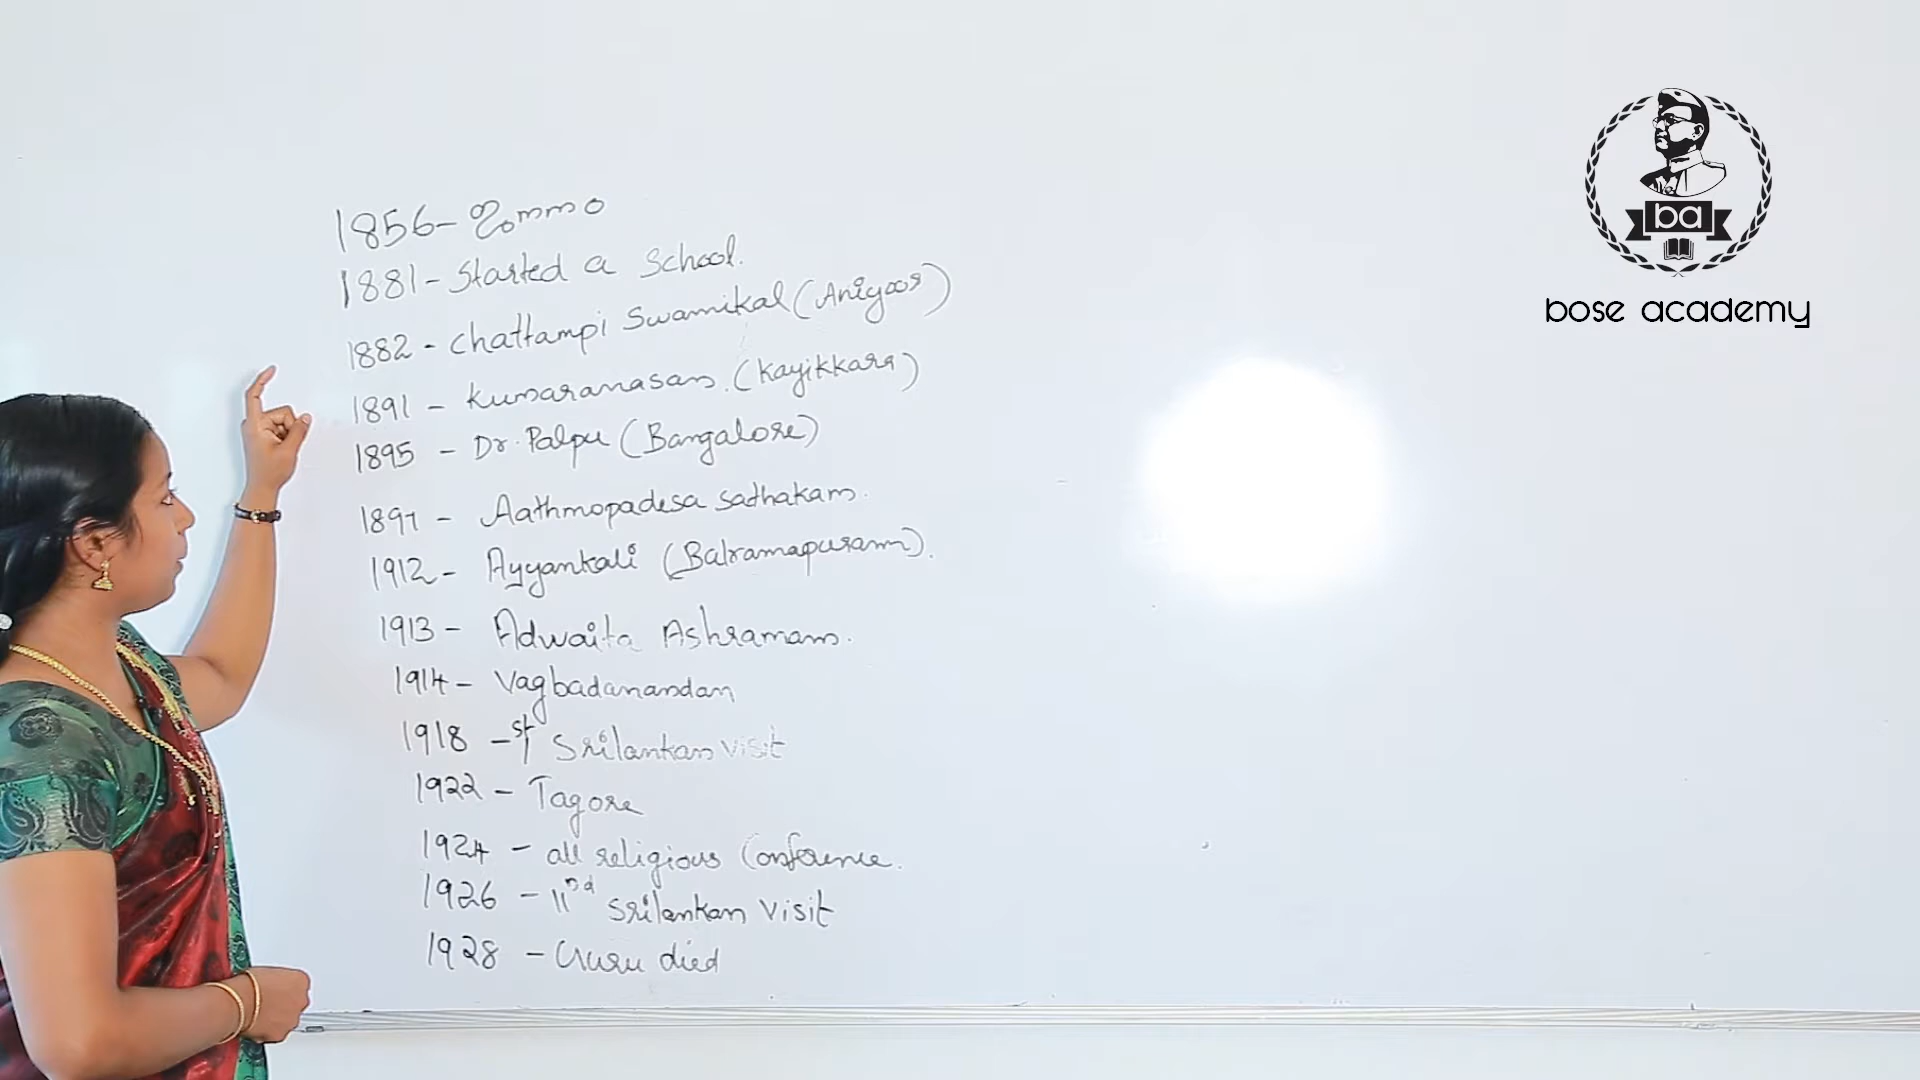 1856 - ജനനം
1881 - Started a School.
1882 - Chattampi Swamikal (Aniyoor)
1891 - Kumaranasan. (Kayikkara)
1895 - Dr. Palpu (Bangalore)
1897 - Aathmopadesa sathakam.
1912 - Ayyankali (Balramapuram).
1913 - Adwaita Ashramam.
1914 - Vagbadanandan
1918 - Ist Srilankan visit
1922 - Tagore
1924 - all religious Conference.
1926 - IInd Srilankan visit
1928 - Guru died
ba
bose academy